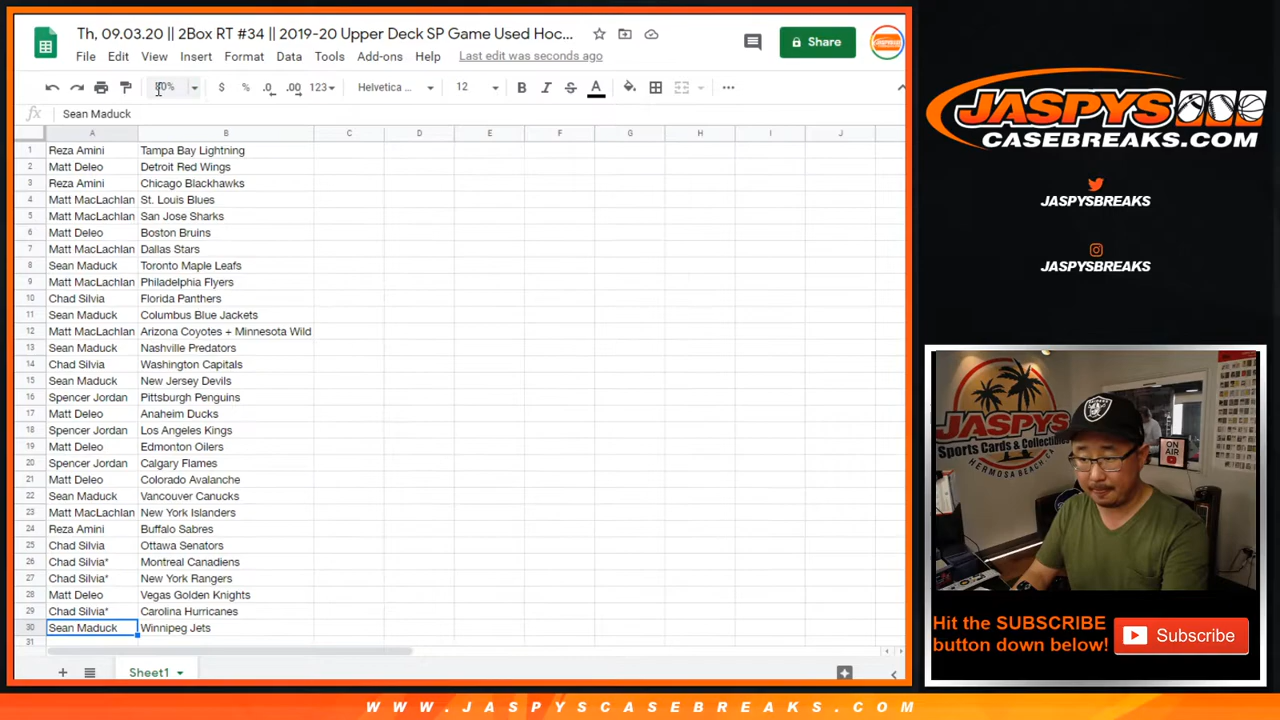 Th, 09.03.20 || 2Box RT #34 || 2019-20 Upper Deck SP Game Used Hoc...
File Edit View Insert Format Data Tools Add-ons Help Last edit was seconds ago
Share
$ % .0 .00 123 Helvetica ... 12 B I S A
fx Sean Maduck
A B C D E F G H I J
1 Reza Amini Tampa Bay Lightning
2 Matt Deleo Detroit Red Wings
3 Reza Amini Chicago Blackhawks
4 Matt MacLachlan St. Louis Blues
5 Matt MacLachlan San Jose Sharks
6 Matt Deleo Boston Bruins
7 Matt MacLachlan Dallas Stars
8 Sean Maduck Toronto Maple Leafs
9 Matt MacLachlan Philadelphia Flyers
10 Chad Silvia Florida Panthers
11 Sean Maduck Columbus Blue Jackets
12 Matt MacLachlan Arizona Coyotes + Minnesota Wild
13 Sean Maduck Nashville Predators
14 Chad Silvia Washington Capitals
15 Sean Maduck New Jersey Devils
16 Spencer Jordan Pittsburgh Penguins
17 Matt Deleo Anaheim Ducks
18 Spencer Jordan Los Angeles Kings
19 Matt Deleo Edmonton Oilers
20 Spencer Jordan Calgary Flames
21 Matt Deleo Colorado Avalanche
22 Sean Maduck Vancouver Canucks
23 Matt MacLachlan New York Islanders
24 Reza Amini Buffalo Sabres
25 Chad Silvia Ottawa Senators
26 Chad Silvia* Montreal Canadiens
27 Chad Silvia* New York Rangers
28 Matt Deleo Vegas Golden Knights
29 Chad Silvia* Carolina Hurricanes
30 Sean Maduck Winnipeg Jets
31
Sheet1
JASPYS
CASEBREAKS.COM
JASPYSBREAKS
JASPYSBREAKS
JASPYS
Sports Cards & Collectibles
HERMOSA BEACH
ON AIR
Hit the SUBSCRIBE
button down below!
Subscribe
WWW.JASPYSCASEBREAKS.COM